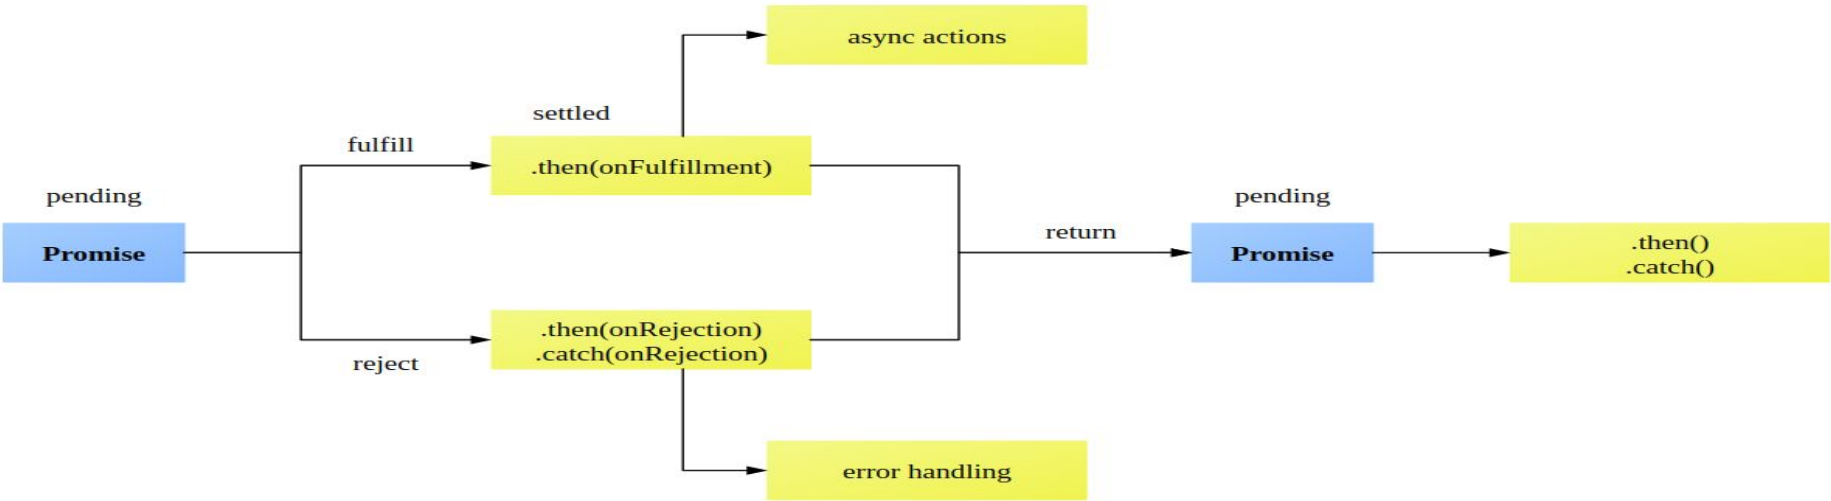 async actions
settled
fulfill
.then(onFulfillment)
pending
Promise
return
pending
Promise
.then()
.catch()
.then(onRejection)
.catch(onRejection)
reject
error handling